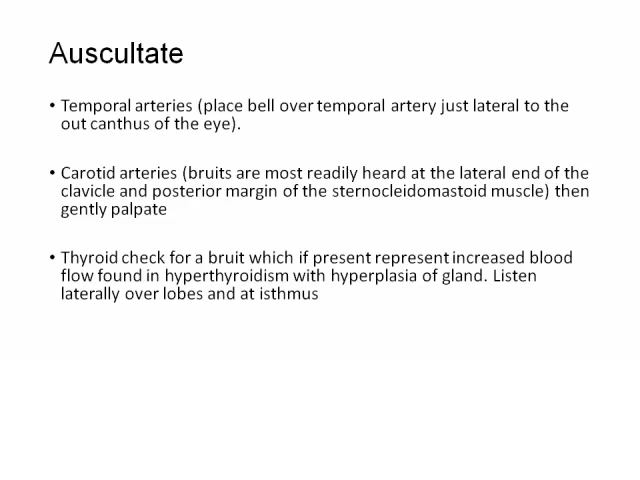 Auscultate
• Temporal arteries (place bell over temporal artery just lateral to the
out canthus of the eye).
• Carotid arteries (bruits are most readily heard at the lateral end of the
clavicle and posterior margin of the sternocleidomastoid muscle) then
gently palpate
• Thyroid check for a bruit which if present represent increased blood
flow found in hyperthyroidism with hyperplasia of gland. Listen
laterally over lobes and at isthmus